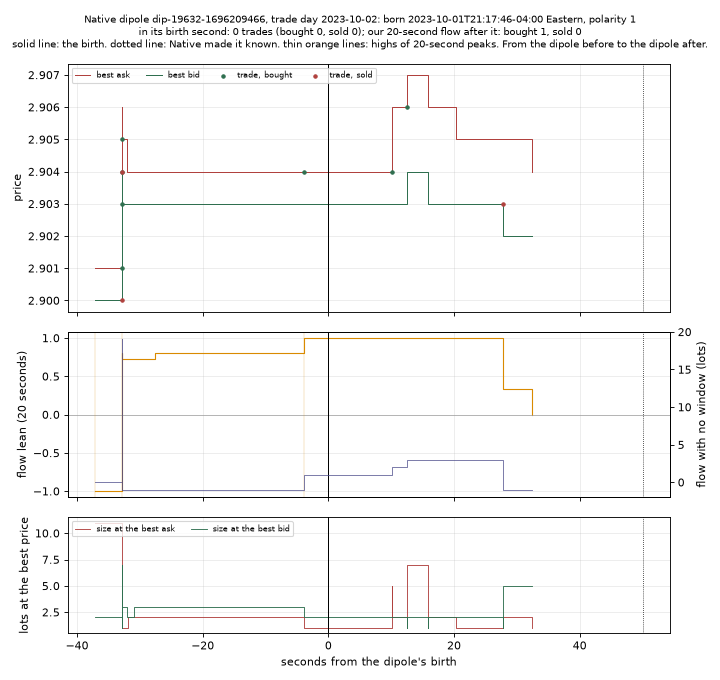 Native dipole dip-19632-1696209466, trade day 2023-10-02: born 2023-10-01T21:17:46-04:00 Eastern, polarity 1
in its birth second: 0 trades (bought 0, sold 0); our 20-second flow after it: bought 1, sold 0
solid line: the birth. dotted line: Native made it known. thin orange lines: highs of 20-second peaks. From the dipole before to the dipole after.
best ask best bid trade, bought trade, sold
2.907
2.906
2.905
2.904
2.903
2.902
2.901
2.900
price
1.0
0.5
0.0
−0.5
−1.0
flow lean (20 seconds)
20
15
10
5
0
flow with no window (lots)
size at the best ask size at the best bid
10.0
7.5
5.0
2.5
lots at the best price
−40 −20 0 20 40
seconds from the dipole's birth